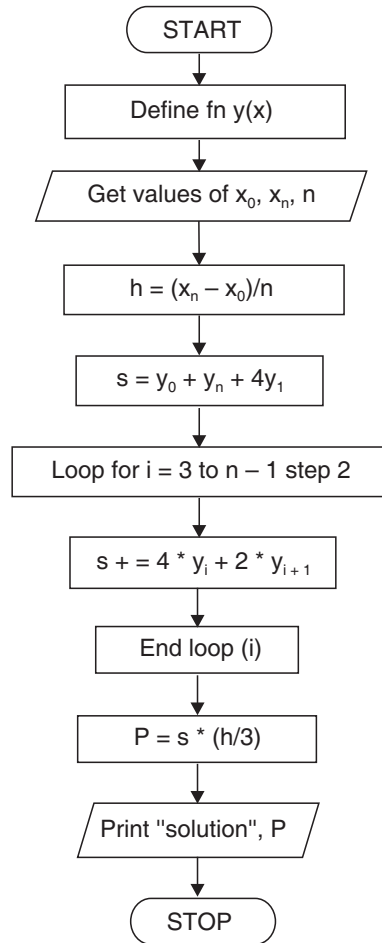 START
Define fn y(x)
Get values of x₀, xₙ, n
h = (xₙ – x₀)/n
s = y₀ + yₙ + 4y₁
Loop for i = 3 to n – 1 step 2
s + = 4 * yᵢ + 2 * yᵢ ₊ ₁
End loop (i)
P = s * (h/3)
Print "solution", P
STOP